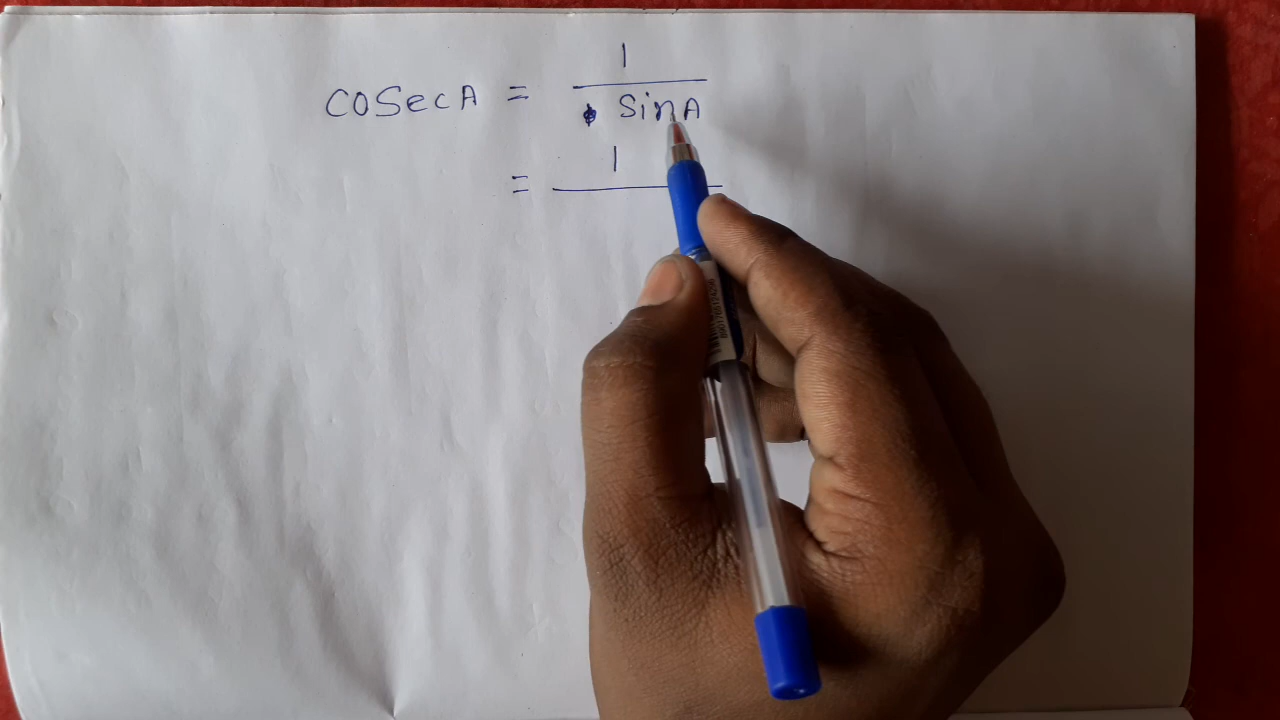 1
cosecA = ―――
sinA
1
= ―――